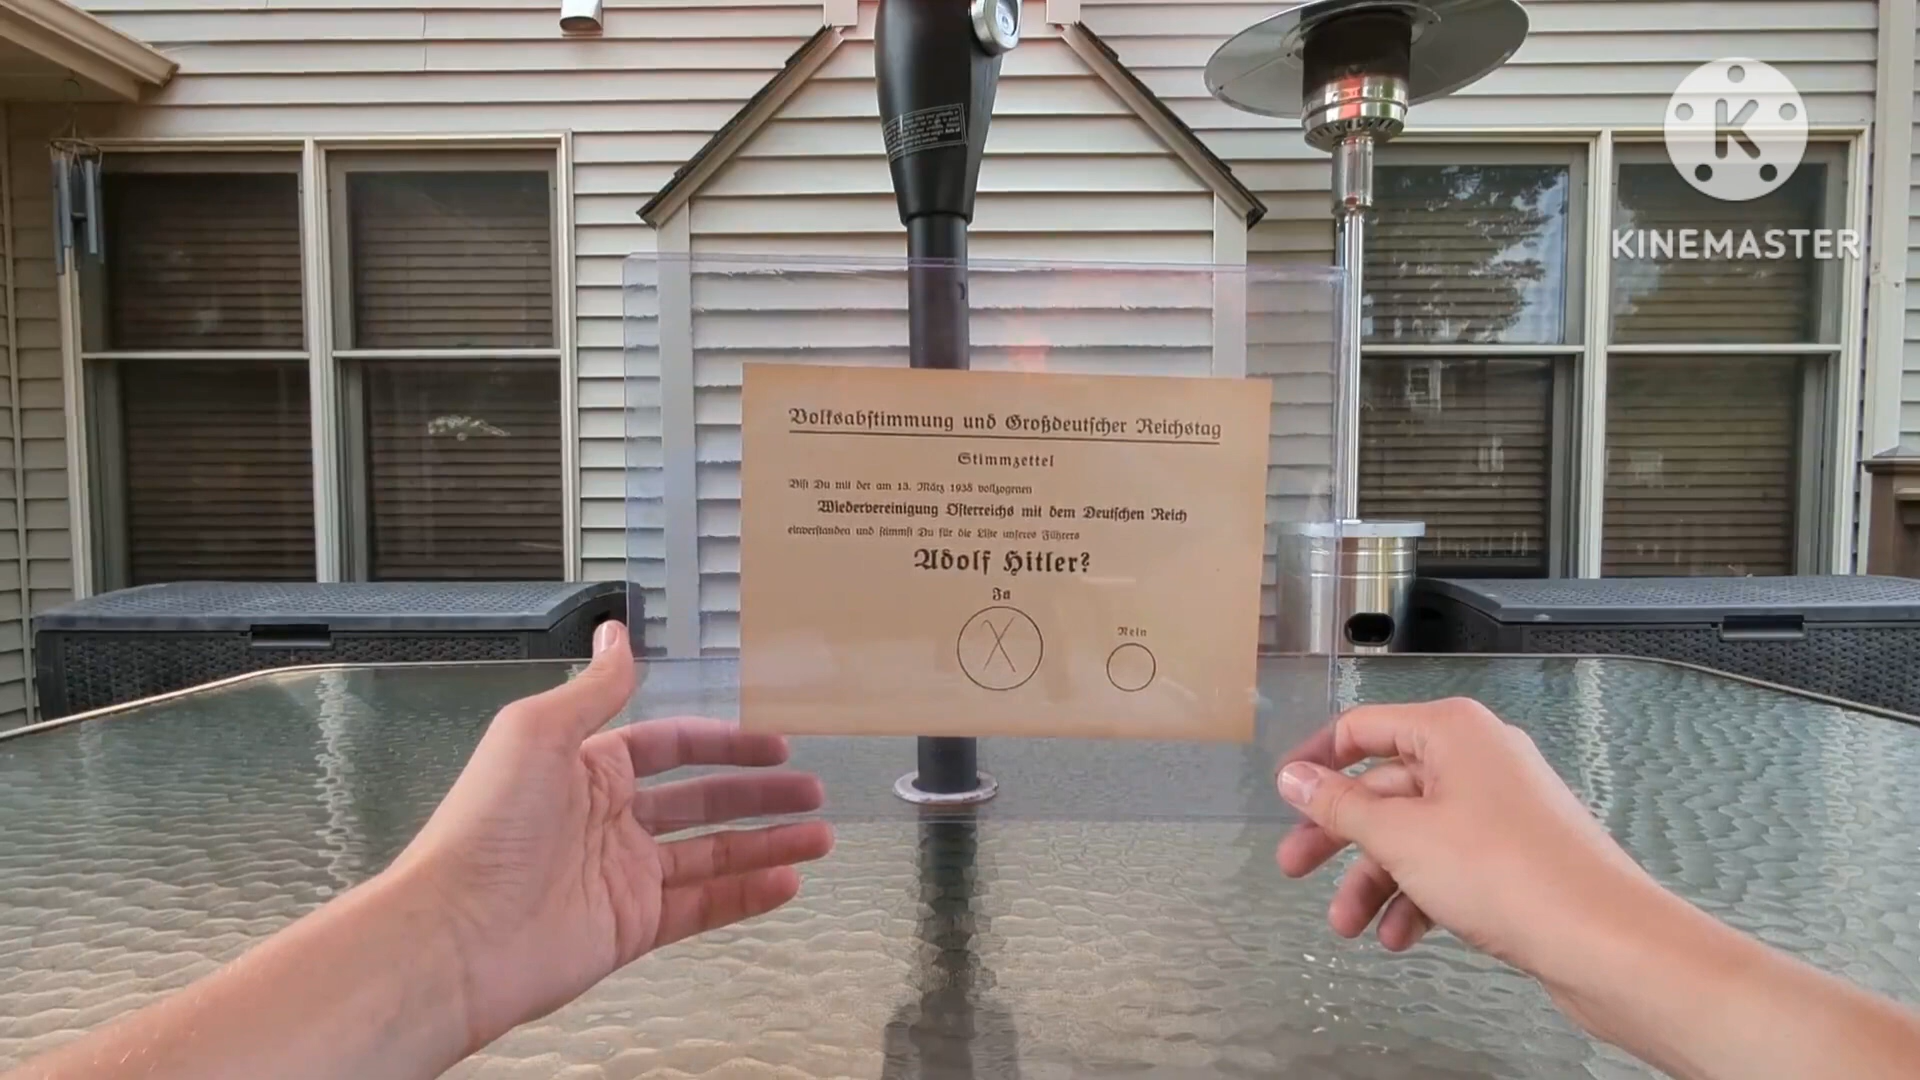 KINEMASTER
Volksabstimmung und Großdeutscher Reichstag
Stimmzettel
Bist Du mit der am 13. März 1938 vollzogenen
Wiedervereinigung Österreichs mit dem Deutschen Reich
einverstanden und stimmst Du für die Liste unseres Führers
Adolf Hitler?
Ja
Nein